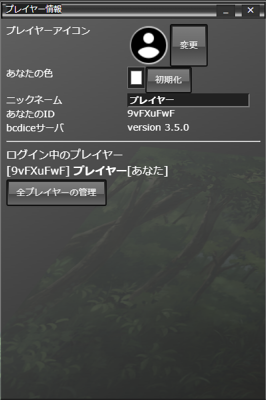 プレイヤー情報
プレイヤーアイコン
変更
あなたの色
初期化
ニックネーム プレイヤー
あなたのID 9vFXuFwF
bcdiceサーバ version 3.5.0
ログイン中のプレイヤー
[9vFXuFwF] プレイヤー[あなた]
全プレイヤーの管理